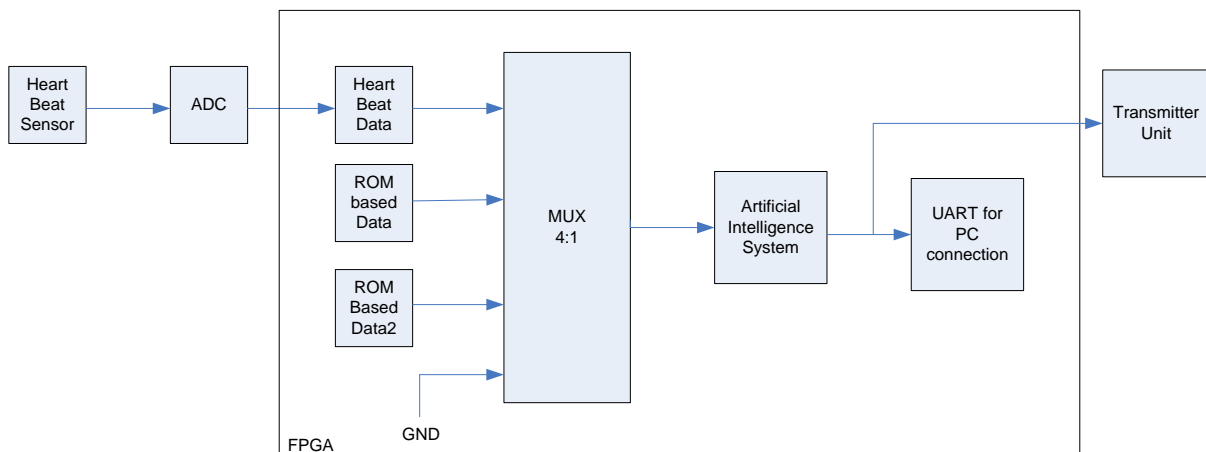 Heart
Beat
Sensor
ADC
Heart
Beat
Data
ROM
based
Data
ROM
Based
Data2
GND
FPGA
MUX
4:1
Artificial
Intelligence
System
UART for
PC
connection
Transmitter
Unit